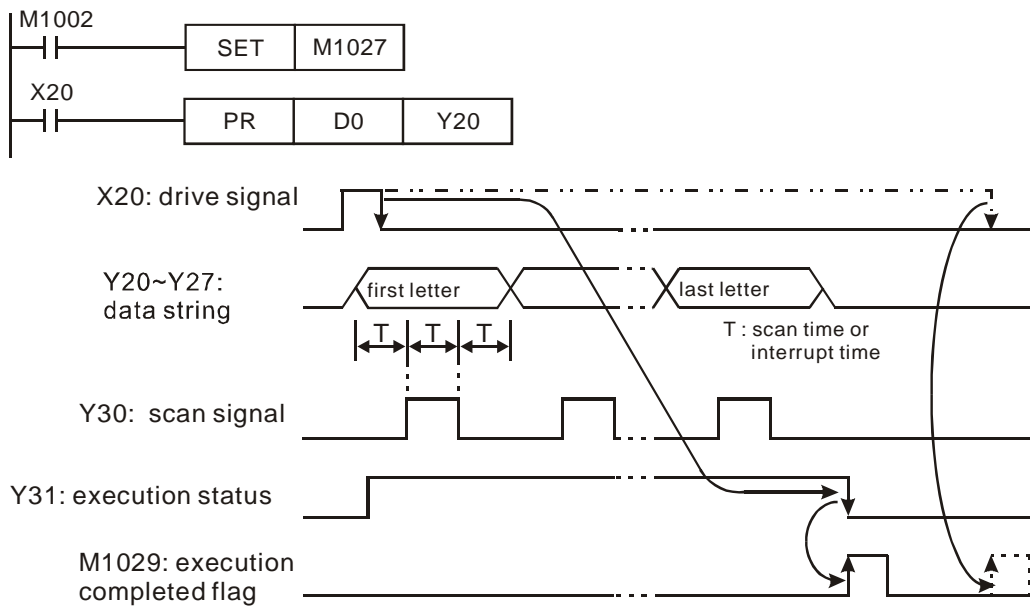 M1002
SET M1027
X20
PR D0 Y20
X20: drive signal
Y20~Y27:
data string
first letter
last letter
T T T
T : scan time or
interrupt time
Y30: scan signal
Y31: execution status
M1029: execution
completed flag